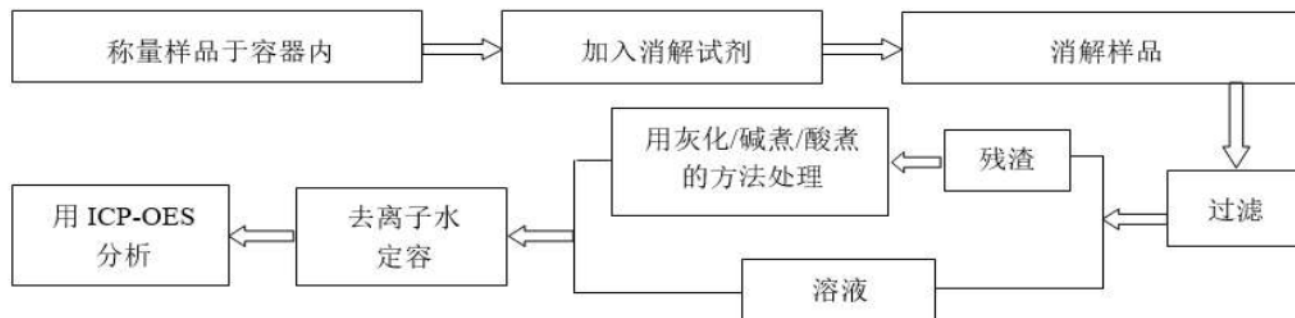 称量样品于容器内
加入消解试剂
消解样品
过滤
残渣
用灰化/碱煮/酸煮
的方法处理
溶液
去离子水
定容
用 ICP-OES
分析